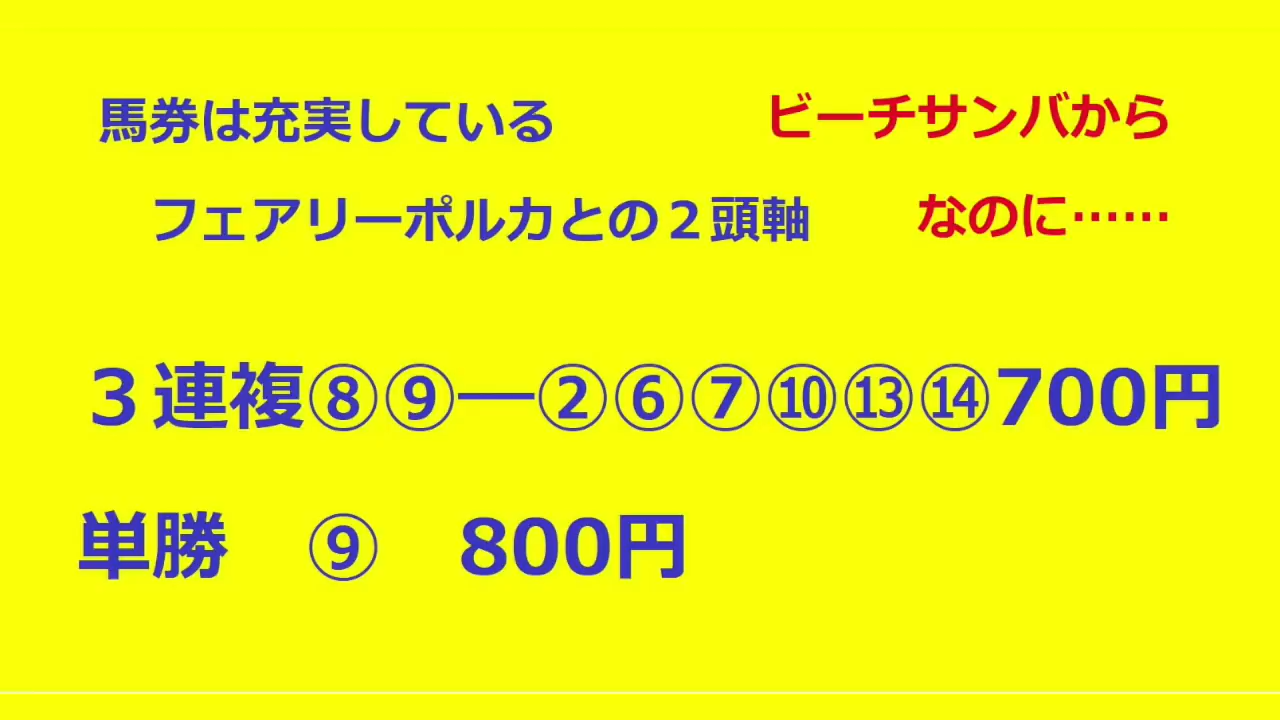 馬券は充実している
ビーチサンバから
フェアリーポルカとの２頭軸
なのに……
３連複⑧⑨―②⑥⑦⑩⑬⑭700円
単勝　⑨　800円